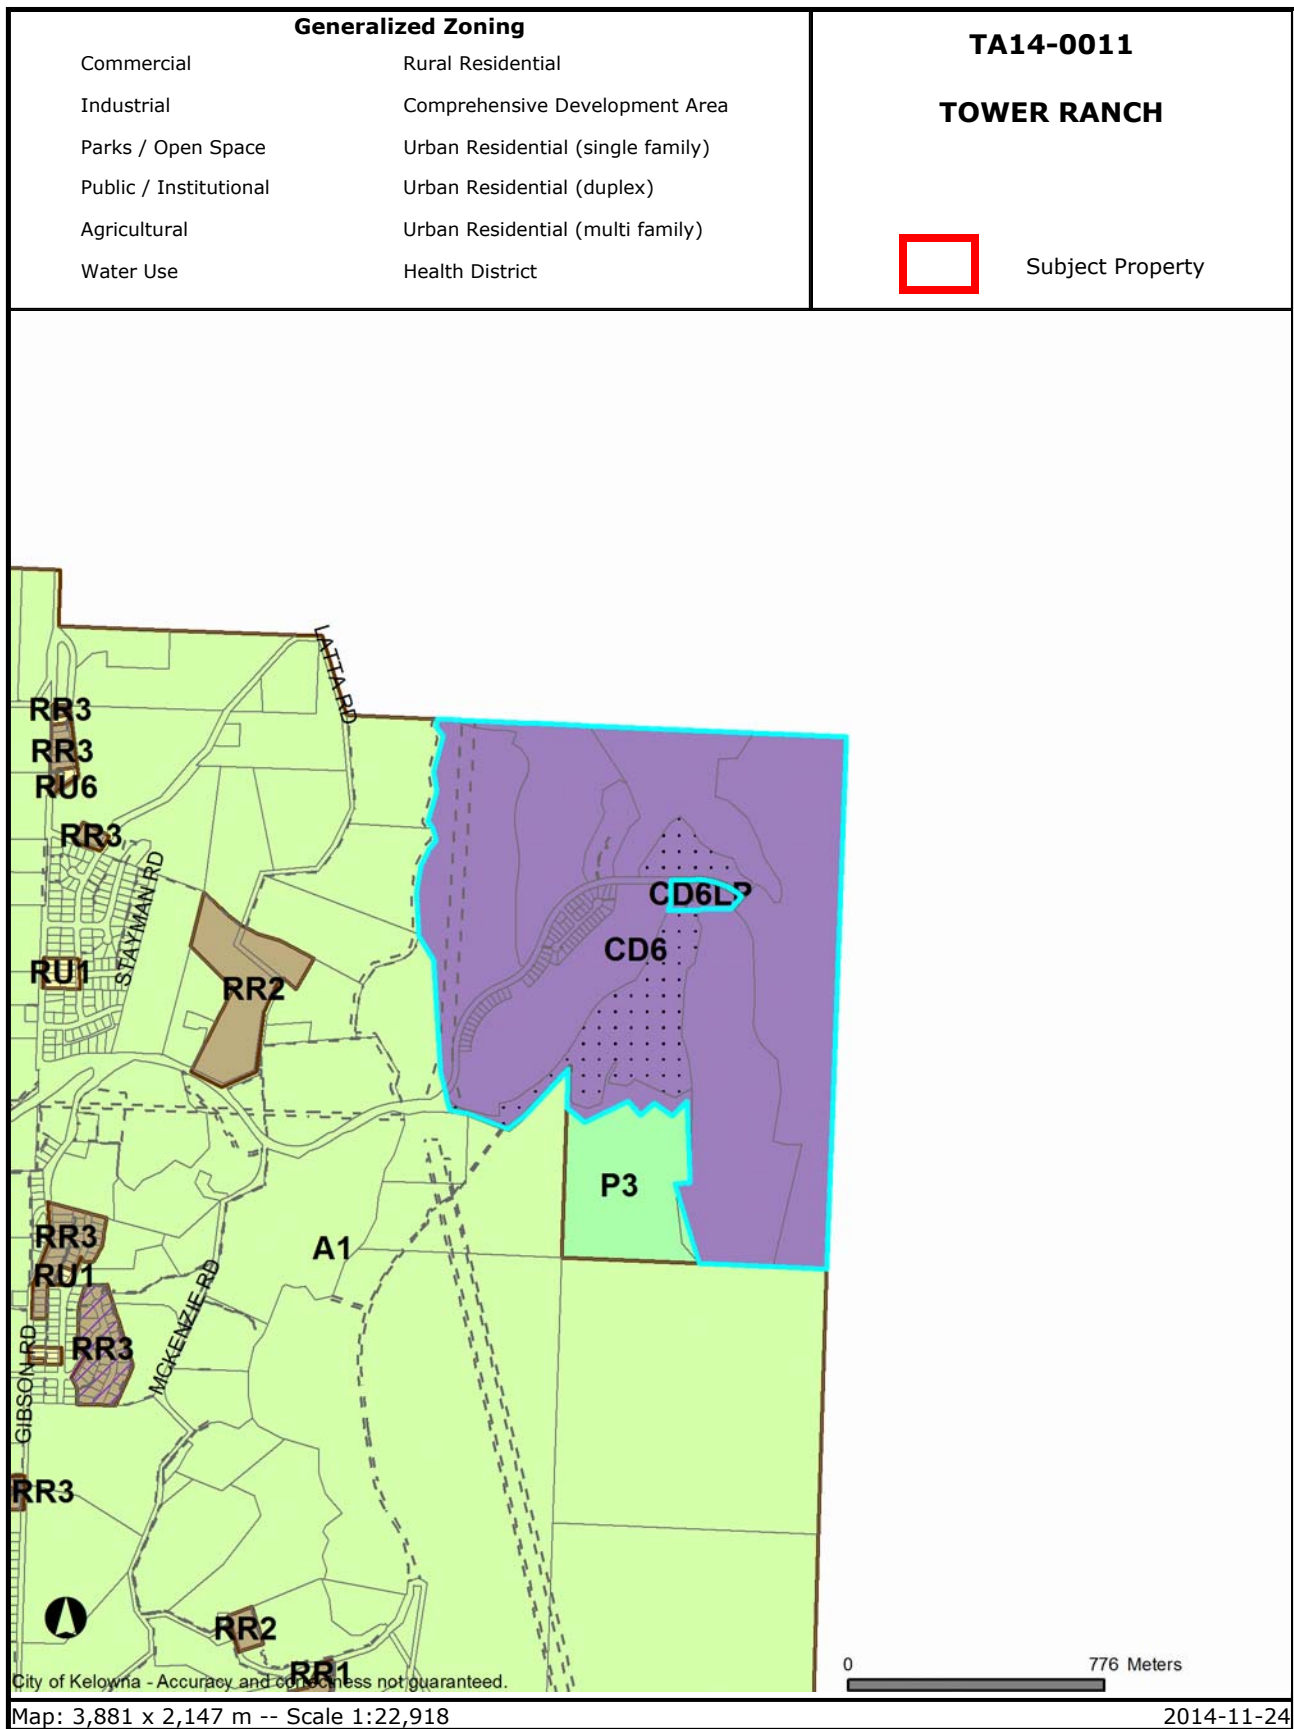 Generalized Zoning
Commercial
Industrial
Parks / Open Space
Public / Institutional
Agricultural
Water Use
Rural Residential
Comprehensive Development Area
Urban Residential (single family)
Urban Residential (duplex)
Urban Residential (multi family)
Health District
TA14-0011
TOWER RANCH
Subject Property
LATTA RD
RR3
RR3
RU6
RR3
STAYMAN RD
CD6LP
CD6
RU1
RR2
P3
RR3
A1
RU1
MCKENZIE RD
RR3
GIBSON RD
RR3
RR2
RR1
City of Kelowna - Accuracy and correctness not guaranteed.
0 776 Meters
Map: 3,881 x 2,147 m -- Scale 1:22,918
2014-11-24